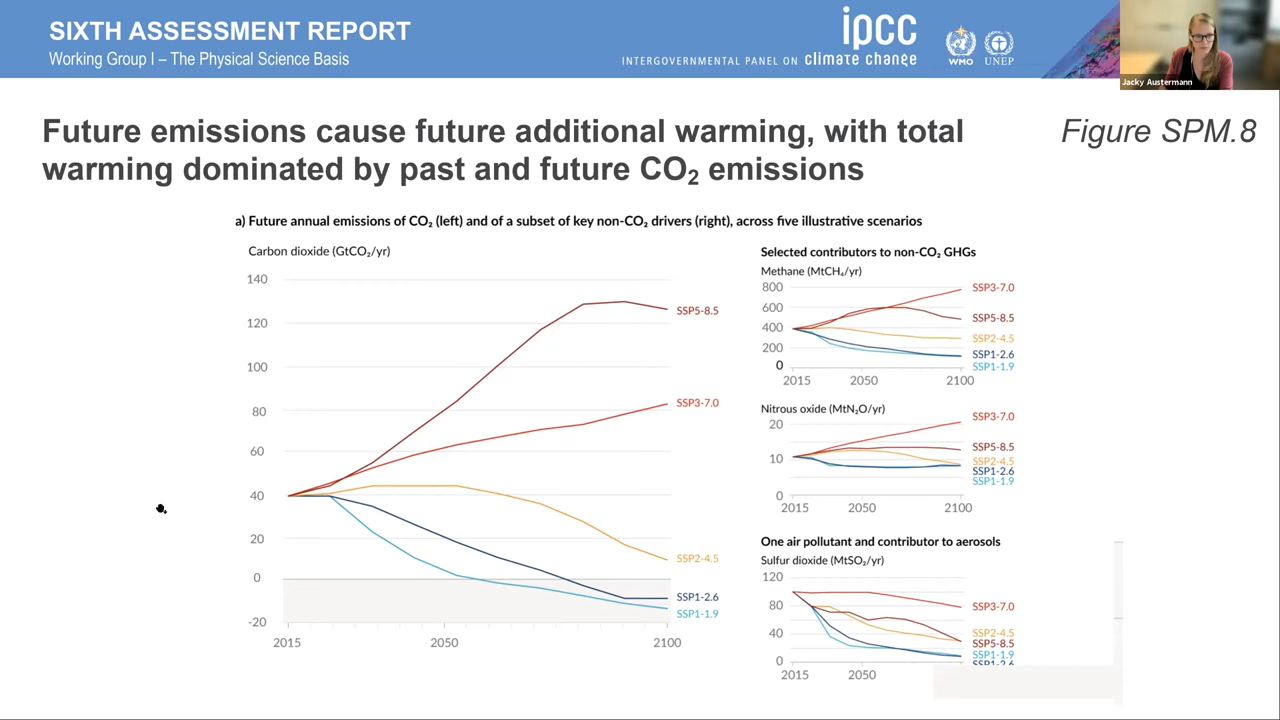 SIXTH ASSESSMENT REPORT
Working Group I – The Physical Science Basis
INTERGOVERNMENTAL PANEL ON climate change
ipcc
WMO
UNEP
Jacky Austermann
Future emissions cause future additional warming, with total
warming dominated by past and future CO₂ emissions
Figure SPM.8
a) Future annual emissions of CO₂ (left) and of a subset of key non-CO₂ drivers (right), across five illustrative scenarios
Carbon dioxide (GtCO₂/yr)
140
120
100
80
60
40
20
0
-20
2015
2050
2100
SSP5-8.5
SSP3-7.0
SSP2-4.5
SSP1-2.6
SSP1-1.9
Selected contributors to non-CO₂ GHGs
Methane (MtCH₄/yr)
800
600
400
200
0
2015
2050
2100
SSP3-7.0
SSP5-8.5
SSP2-4.5
SSP1-2.6
SSP1-1.9
Nitrous oxide (MtN₂O/yr)
20
10
0
2015
2050
2100
SSP3-7.0
SSP5-8.5
SSP2-4.5
SSP1-2.6
SSP1-1.9
One air pollutant and contributor to aerosols
Sulfur dioxide (MtSO₂/yr)
120
80
40
0
2015
2050
SSP3-7.0
SSP2-4.5
SSP5-8.5
SSP1-1.9
SSP1-2.6